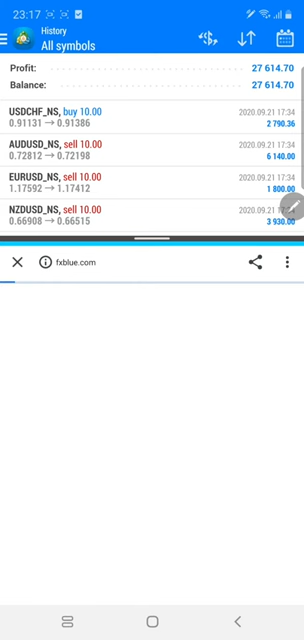 23:17
History
All symbols
Profit: 27 614.70
Balance: 27 614.70
USDCHF_NS, buy 10.00 2020.09.21 17:34
0.91131 → 0.91386 2 790.36
AUDUSD_NS, sell 10.00 2020.09.21 17:34
0.72812 → 0.72198 6 140.00
EURUSD_NS, sell 10.00 2020.09.21 17:34
1.17592 → 1.17412 1 800.00
NZDUSD_NS, sell 10.00 2020.09.21
0.66908 → 0.66515 3 930.00
fxblue.com